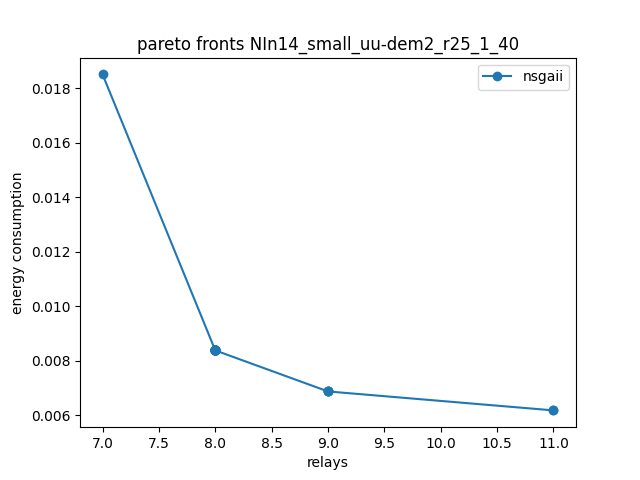 pareto fronts NIn14_small_uu-dem2_r25_1_40
nsgaii
0.018
0.016
0.014
0.012
0.010
0.008
0.006
energy consumption
7.0 7.5 8.0 8.5 9.0 9.5 10.0 10.5 11.0
relays